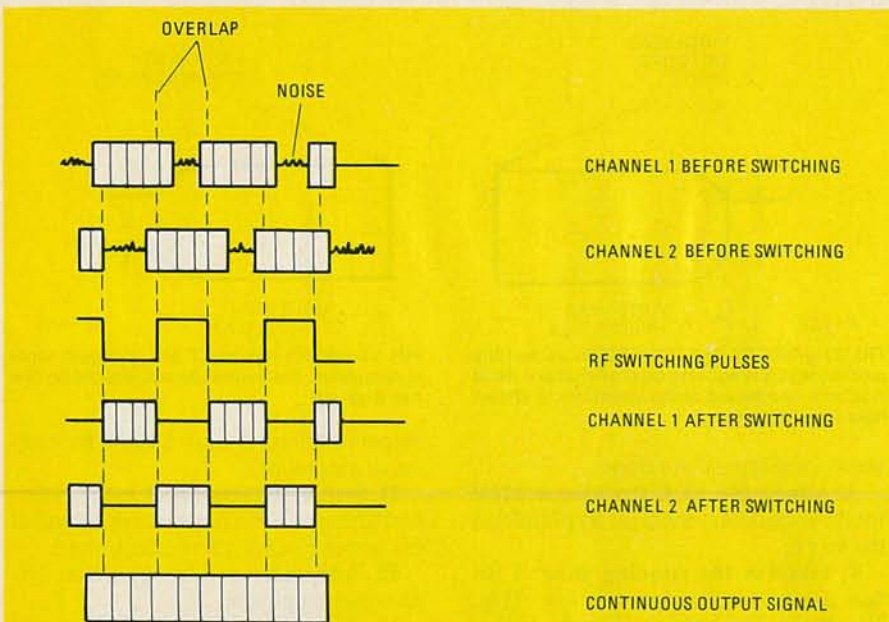 OVERLAP
NOISE
CHANNEL 1 BEFORE SWITCHING
CHANNEL 2 BEFORE SWITCHING
RF SWITCHING PULSES
CHANNEL 1 AFTER SWITCHING
CHANNEL 2 AFTER SWITCHING
CONTINUOUS OUTPUT SIGNAL